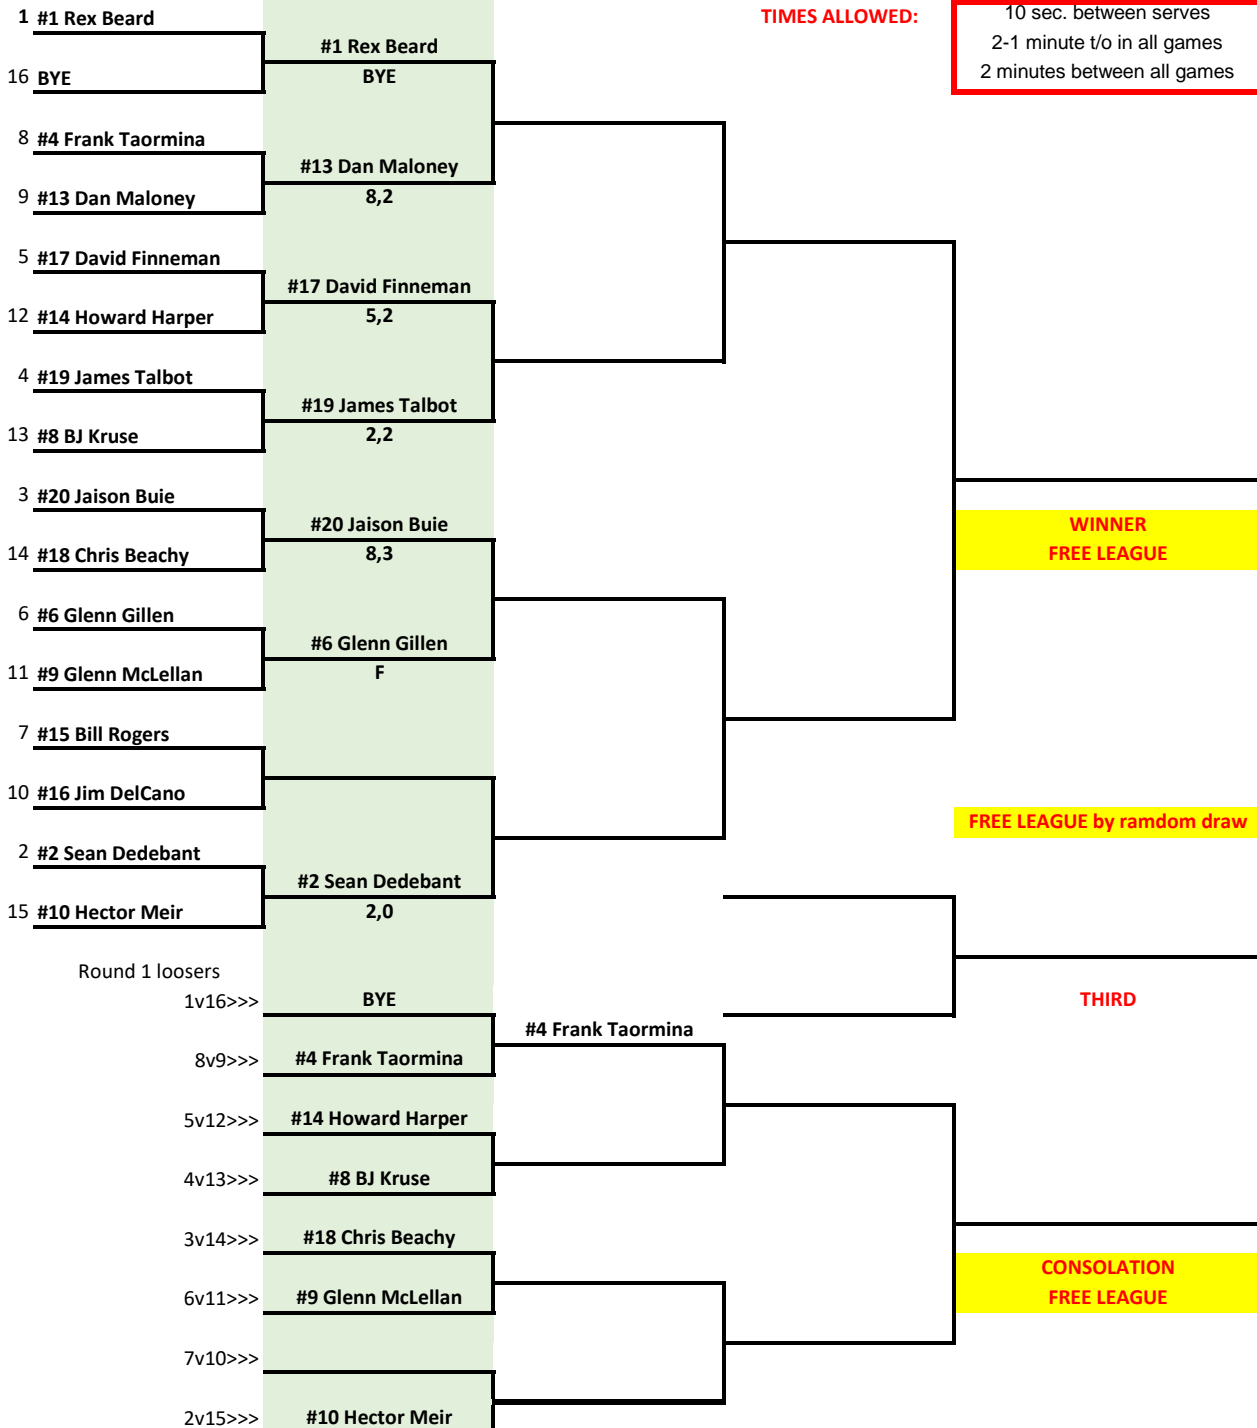 1 #1 Rex Beard
TIMES ALLOWED:
10 sec. between serves
2-1 minute t/o in all games
2 minutes between all games
#1 Rex Beard
16 BYE
BYE
8 #4 Frank Taormina
#13 Dan Maloney
9 #13 Dan Maloney
8,2
5 #17 David Finneman
#17 David Finneman
12 #14 Howard Harper
5,2
4 #19 James Talbot
#19 James Talbot
13 #8 BJ Kruse
2,2
3 #20 Jaison Buie
#20 Jaison Buie
14 #18 Chris Beachy
8,3
WINNER
FREE LEAGUE
6 #6 Glenn Gillen
#6 Glenn Gillen
11 #9 Glenn McLellan
F
7 #15 Bill Rogers
10 #16 Jim DelCano
FREE LEAGUE by ramdom draw
2 #2 Sean Dedebant
#2 Sean Dedebant
15 #10 Hector Meir
2,0
Round 1 loosers
1v16>>> BYE
THIRD
#4 Frank Taormina
8v9>>> #4 Frank Taormina
5v12>>> #14 Howard Harper
4v13>>> #8 BJ Kruse
3v14>>> #18 Chris Beachy
CONSOLATION
FREE LEAGUE
6v11>>> #9 Glenn McLellan
7v10>>>
2v15>>> #10 Hector Meir